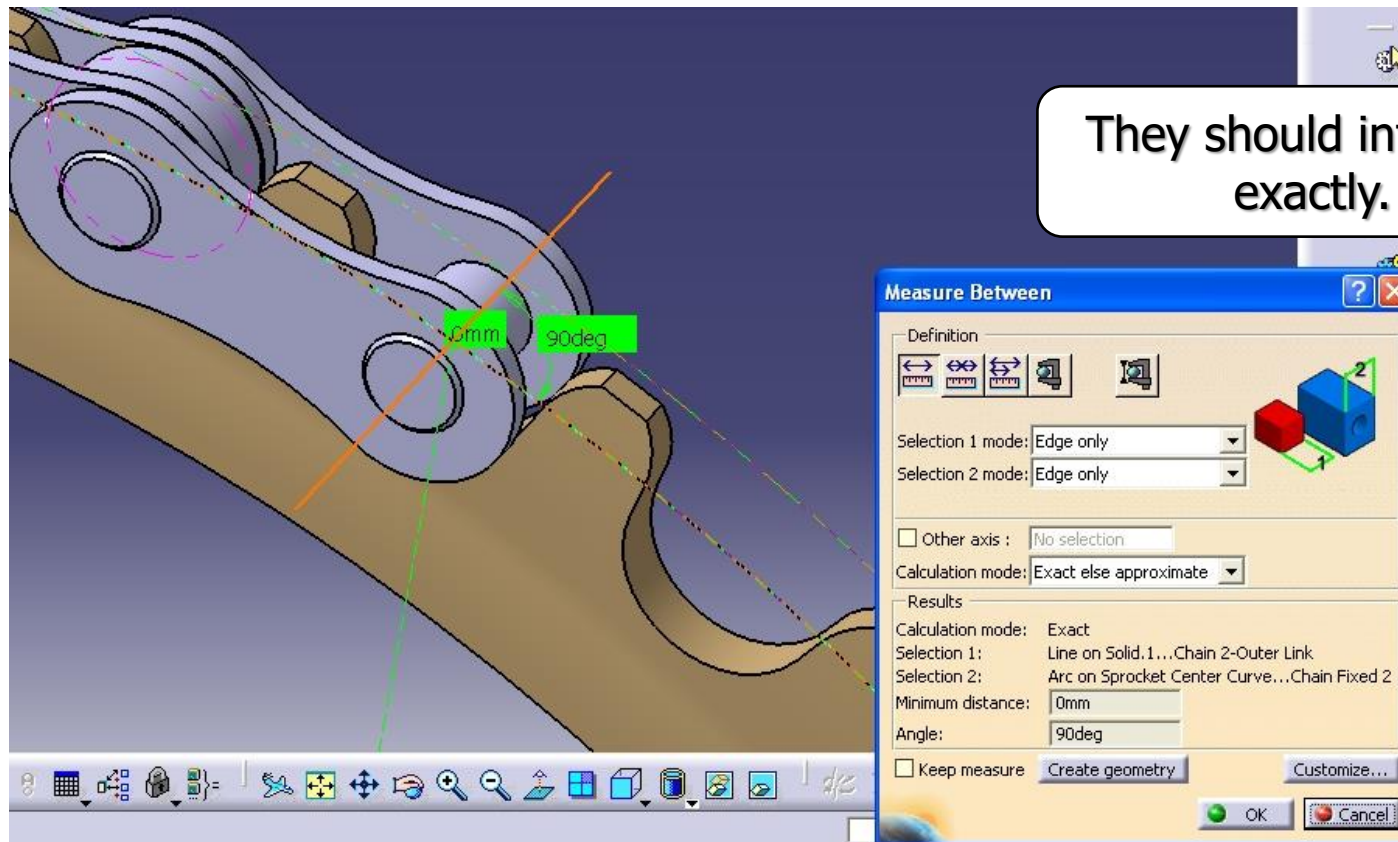 They should
exactly.
Measure Between
Definition
2
1
Selection 1 mode: Edge only
Selection 2 mode: Edge only
Other axis : No selection
Calculation mode: Exact else approximate
Results
Calculation mode: Exact
Selection 1: Line on Solid.1...Chain 2-Outer Link
Selection 2: Arc on Sprocket Center Curve...Chain Fixed 2
Minimum distance: 0mm
Angle: 90deg
Keep measure Create geometry Customize...
OK Cancel
0mm 90deg